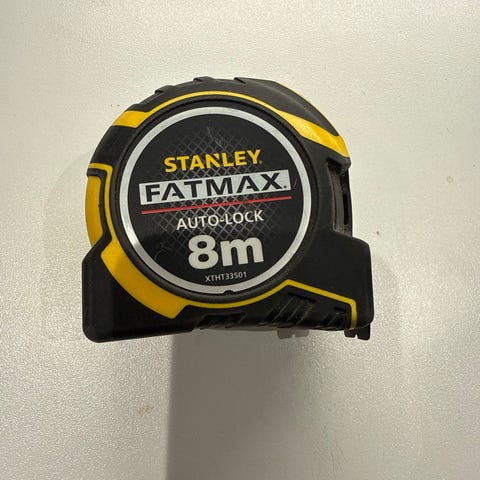 STANLEY
FATMAX
AUTO-LOCK
8m
XTHT33501